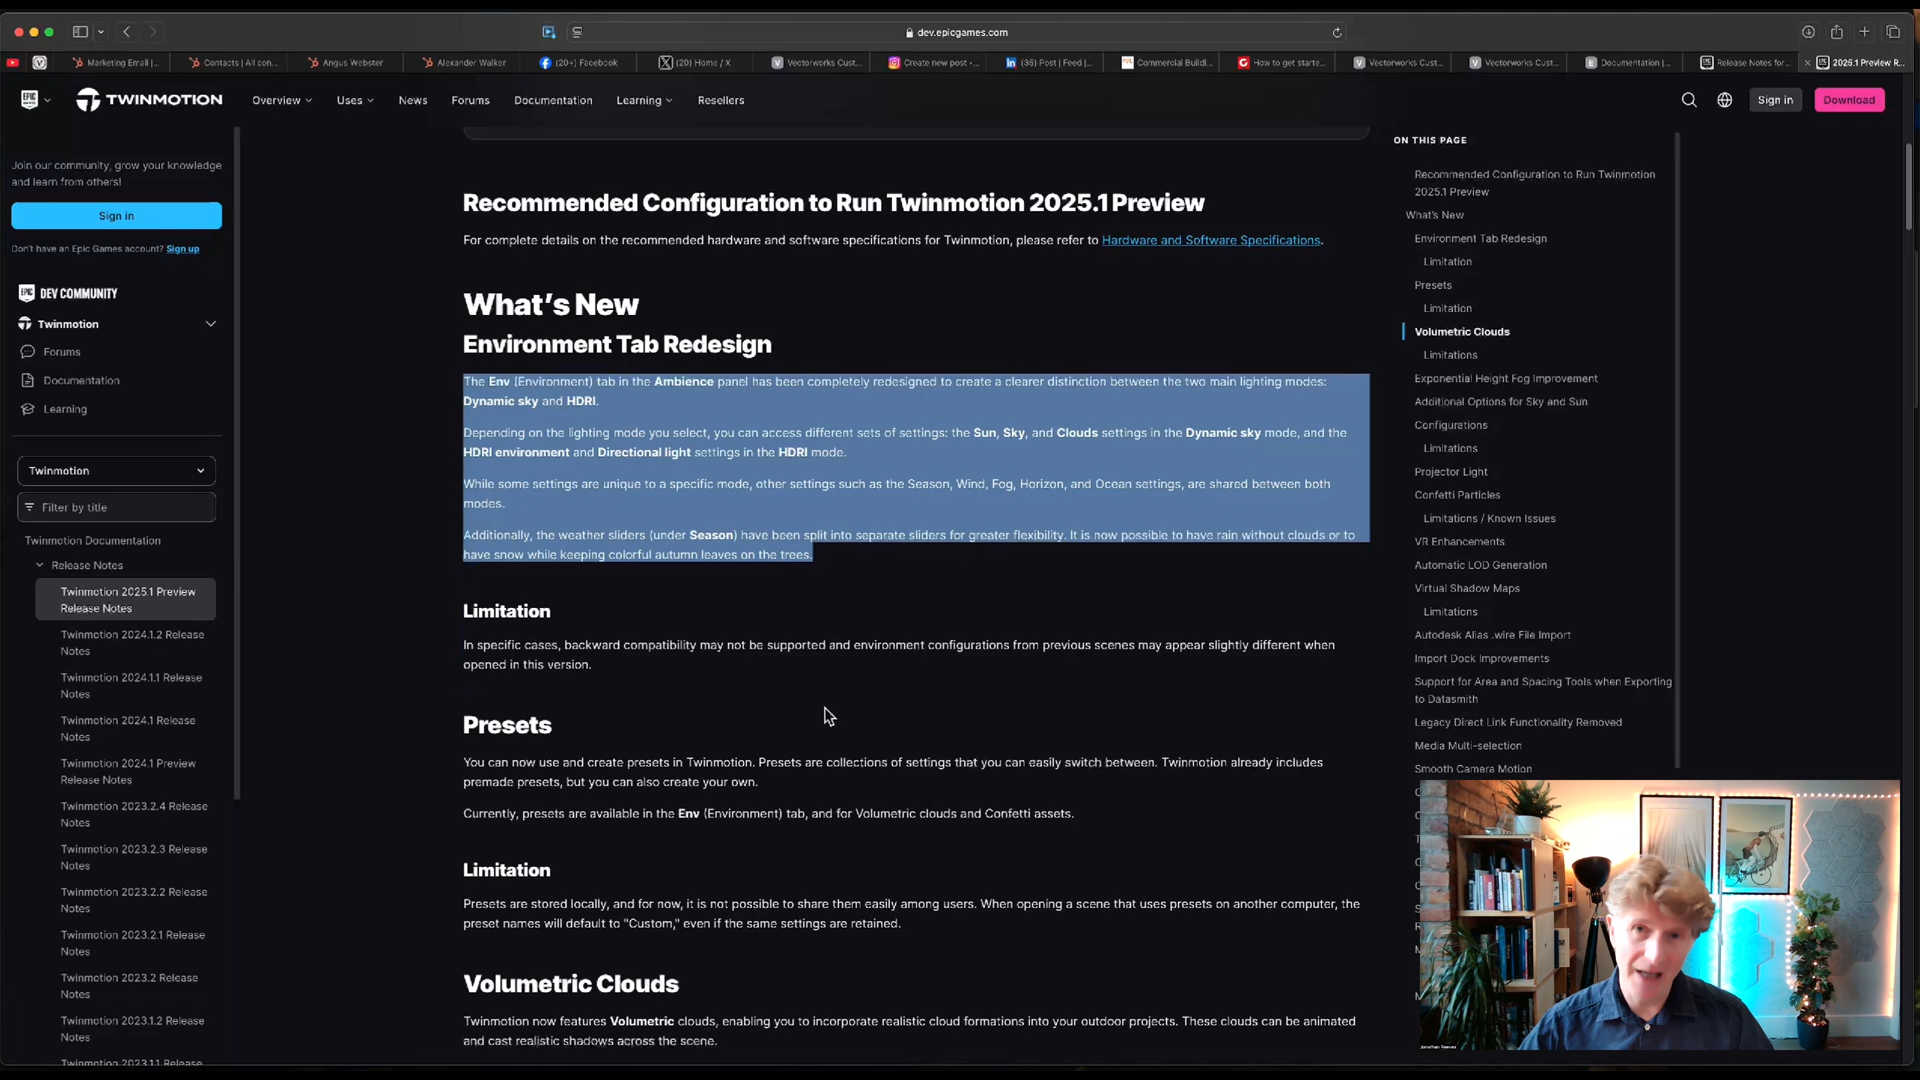 dev.epicgames.com
Marketing Email |...
Contacts | All con...
Angus Webster
Alexander Walker
(20+) Facebook
(20) Home / X
Vectorworks Cust...
Create new post •...
(36) Post | Feed |...
Commercial Buildi...
How to get starte...
Vectorworks Cust...
Vectorworks Cust...
Documentation |...
Release Notes for...
2025.1 Preview R...
TWINMOTION
Overview
Uses
News
Forums
Documentation
Learning
Resellers
Sign in
Download
Join our community, grow your knowledge
and learn from others!
Sign in
Don't have an Epic Games account? Sign up
DEV COMMUNITY
Twinmotion
Forums
Documentation
Learning
Twinmotion
Filter by title
Twinmotion Documentation
Release Notes
Twinmotion 2025.1 Preview
Release Notes
Twinmotion 2024.1.2 Release
Notes
Twinmotion 2024.1.1 Release
Notes
Twinmotion 2024.1 Release
Notes
Twinmotion 2024.1 Preview
Release Notes
Twinmotion 2023.2.4 Release
Notes
Twinmotion 2023.2.3 Release
Notes
Twinmotion 2023.2.2 Release
Notes
Twinmotion 2023.2.1 Release
Notes
Twinmotion 2023.2 Release
Notes
Twinmotion 2023.1.2 Release
Notes
Twinmotion 2023.1.1 Release
Recommended Configuration to Run Twinmotion 2025.1 Preview
For complete details on the recommended hardware and software specifications for Twinmotion, please refer to Hardware and Software Specifications.
What's New
Environment Tab Redesign
The Env (Environment) tab in the Ambience panel has been completely redesigned to create a clearer distinction between the two main lighting modes:
Dynamic sky and HDRI.
Depending on the lighting mode you select, you can access different sets of settings: the Sun, Sky, and Clouds settings in the Dynamic sky mode, and the
HDRI environment and Directional light settings in the HDRI mode.
While some settings are unique to a specific mode, other settings such as the Season, Wind, Fog, Horizon, and Ocean settings, are shared between both
modes.
Additionally, the weather sliders (under Season) have been split into separate sliders for greater flexibility. It is now possible to have rain without clouds or to
have snow while keeping colorful autumn leaves on the trees.
Limitation
In specific cases, backward compatibility may not be supported and environment configurations from previous scenes may appear slightly different when
opened in this version.
Presets
You can now use and create presets in Twinmotion. Presets are collections of settings that you can easily switch between. Twinmotion already includes
premade presets, but you can also create your own.
Currently, presets are available in the Env (Environment) tab, and for Volumetric clouds and Confetti assets.
Limitation
Presets are stored locally, and for now, it is not possible to share them easily among users. When opening a scene that uses presets on another computer, the
preset names will default to "Custom," even if the same settings are retained.
Volumetric Clouds
Twinmotion now features Volumetric clouds, enabling you to incorporate realistic cloud formations into your outdoor projects. These clouds can be animated
and cast realistic shadows across the scene.
ON THIS PAGE
Recommended Configuration to Run Twinmotion
2025.1 Preview
What's New
Environment Tab Redesign
Limitation
Presets
Limitation
Volumetric Clouds
Limitations
Exponential Height Fog Improvement
Additional Options for Sky and Sun
Configurations
Limitations
Projector Light
Confetti Particles
Limitations / Known Issues
VR Enhancements
Automatic LOD Generation
Virtual Shadow Maps
Limitations
Autodesk Alias .wire File Import
Import Dock Improvements
Support for Area and Spacing Tools when Exporting
to Datasmith
Legacy Direct Link Functionality Removed
Media Multi-selection
Smooth Camera Motion
Jonathan Reeves